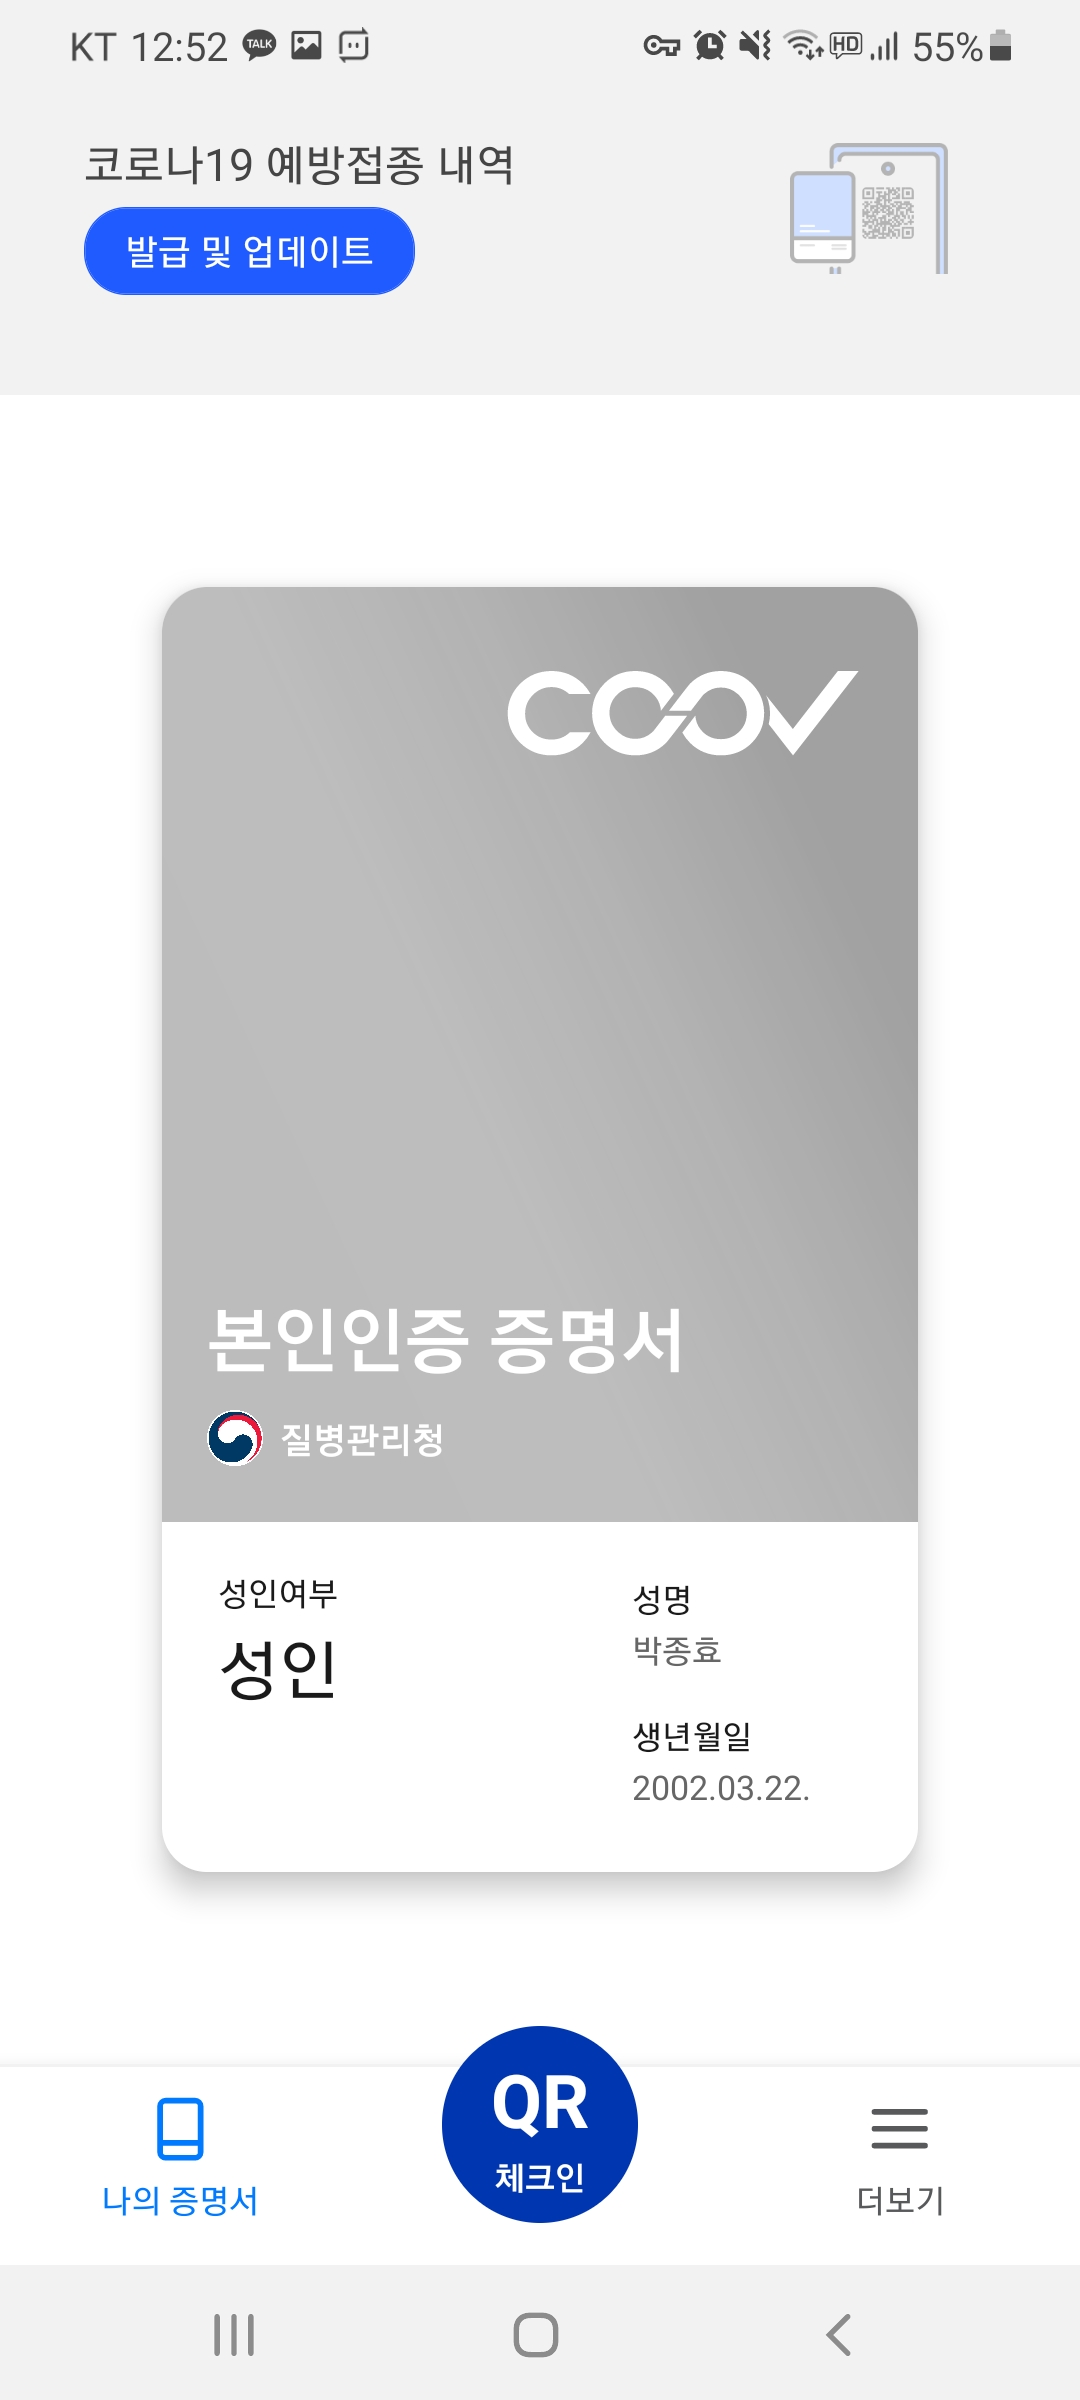 KT 12:52 TALK HD 55%
코로나19 예방접종 내역
발급 및 업데이트
COOV
본인인증 증명서
질병관리청
성인여부
성인
성명
박종효
생년월일
2002.03.22.
QR
체크인
나의 증명서
더보기